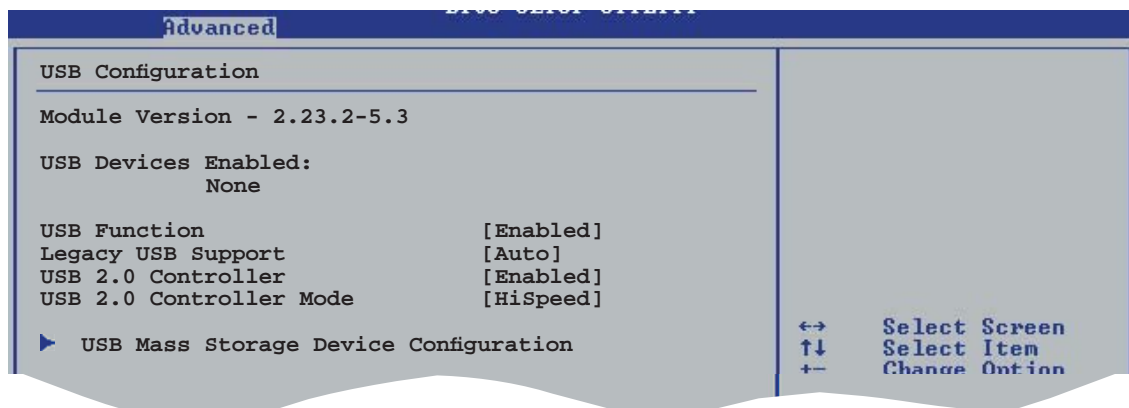 Advanced
USB Configuration
Module Version - 2.23.2-5.3
USB Devices Enabled:
None
USB Function [Enabled]
Legacy USB Support [Auto]
USB 2.0 Controller [Enabled]
USB 2.0 Controller Mode [HiSpeed]
USB Mass Storage Device Configuration
←→ Select Screen
↑↓ Select Item
+- Change Option